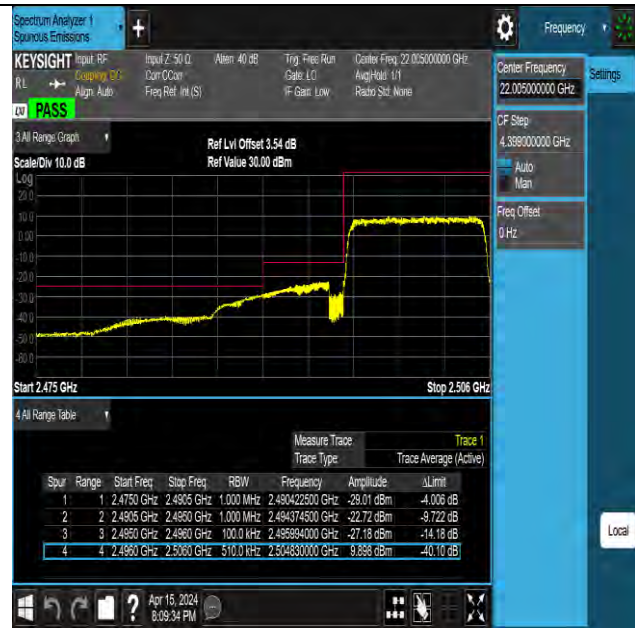 Spectrum Analyzer 1
Spurious Emissions
+
Frequency
KEYSIGHT Input: RF
Input Z: 50 Ω
Atten: 40 dB
Trig: Free Run
Center Freq: 22.005000000 GHz
RL
Coupling: DC
Corr CCorr
Gate: LO
Avg|Hold: 1/1
Align: Auto
Freq Ref: Int (S)
IF Gain: Low
Radio Std: None
LXI PASS
Center Frequency
22.005000000 GHz
Settings
CF Step
4.399000000 GHz
Auto
Man
Freq Offset
0 Hz
3 All Range Graph
Ref Lvl Offset 3.54 dB
Scale/Div 10.0 dB
Ref Value 30.00 dBm
Log
20.0
10.0
0.00
-10.0
-20.0
-30.0
-40.0
-50.0
-60.0
Start 2.475 GHz
Stop 2.506 GHz
4 All Range Table
Measure Trace Trace 1
Trace Type Trace Average (Active)
Spur Range Start Freq Stop Freq RBW Frequency Amplitude ΔLimit
1 1 2.4750 GHz 2.4905 GHz 1.000 MHz 2.490422500 GHz -29.01 dBm -4.006 dB
2 2 2.4905 GHz 2.4950 GHz 1.000 MHz 2.494374500 GHz -22.72 dBm -9.722 dB
3 3 2.4950 GHz 2.4960 GHz 100.0 kHz 2.495994000 GHz -27.18 dBm -14.18 dB
4 4 2.4960 GHz 2.5060 GHz 510.0 kHz 2.504830000 GHz 9.898 dBm -40.10 dB
Local
?
Apr 15, 2024
8:09:34 PM